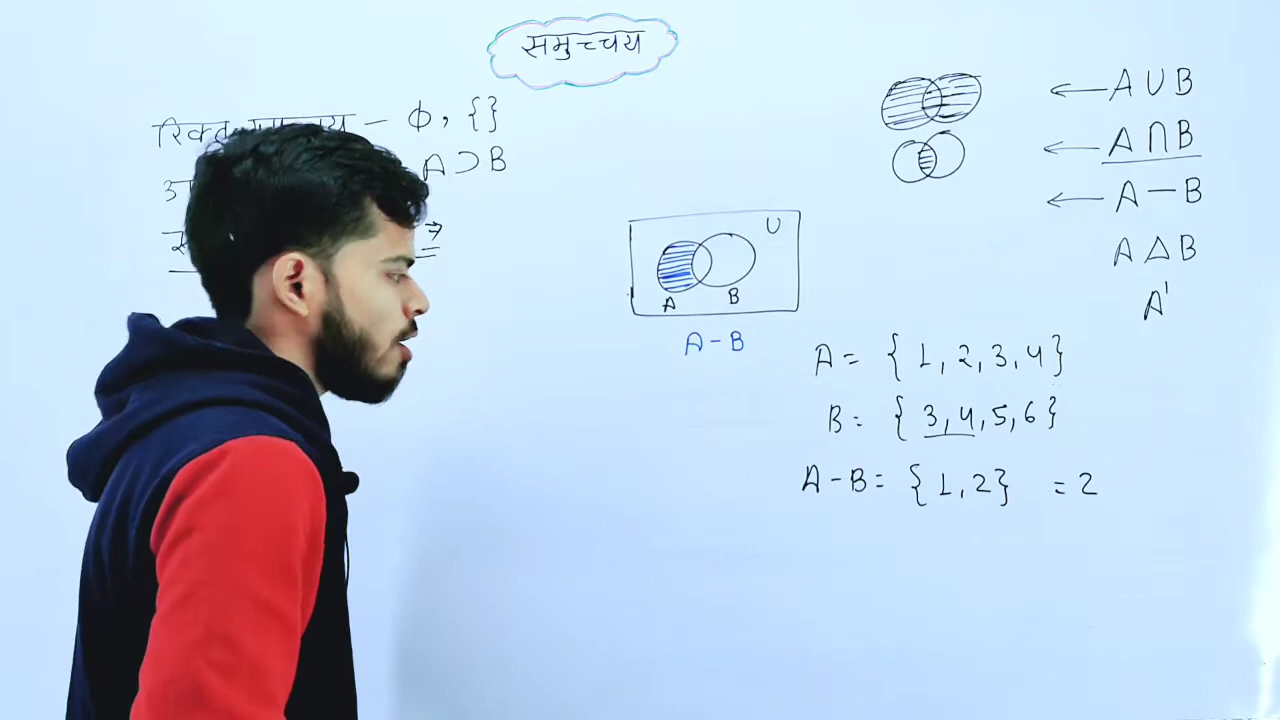 समुच्चय
रिक्त – ϕ, { }
A ⊃ B
⇒
← A ∪ B
← A ∩ B
← A – B
A △ B
A'
U
A B
A – B
A = { 1, 2, 3, 4 }
B = { 3, 4, 5, 6 }
A – B = { 1, 2 } = 2